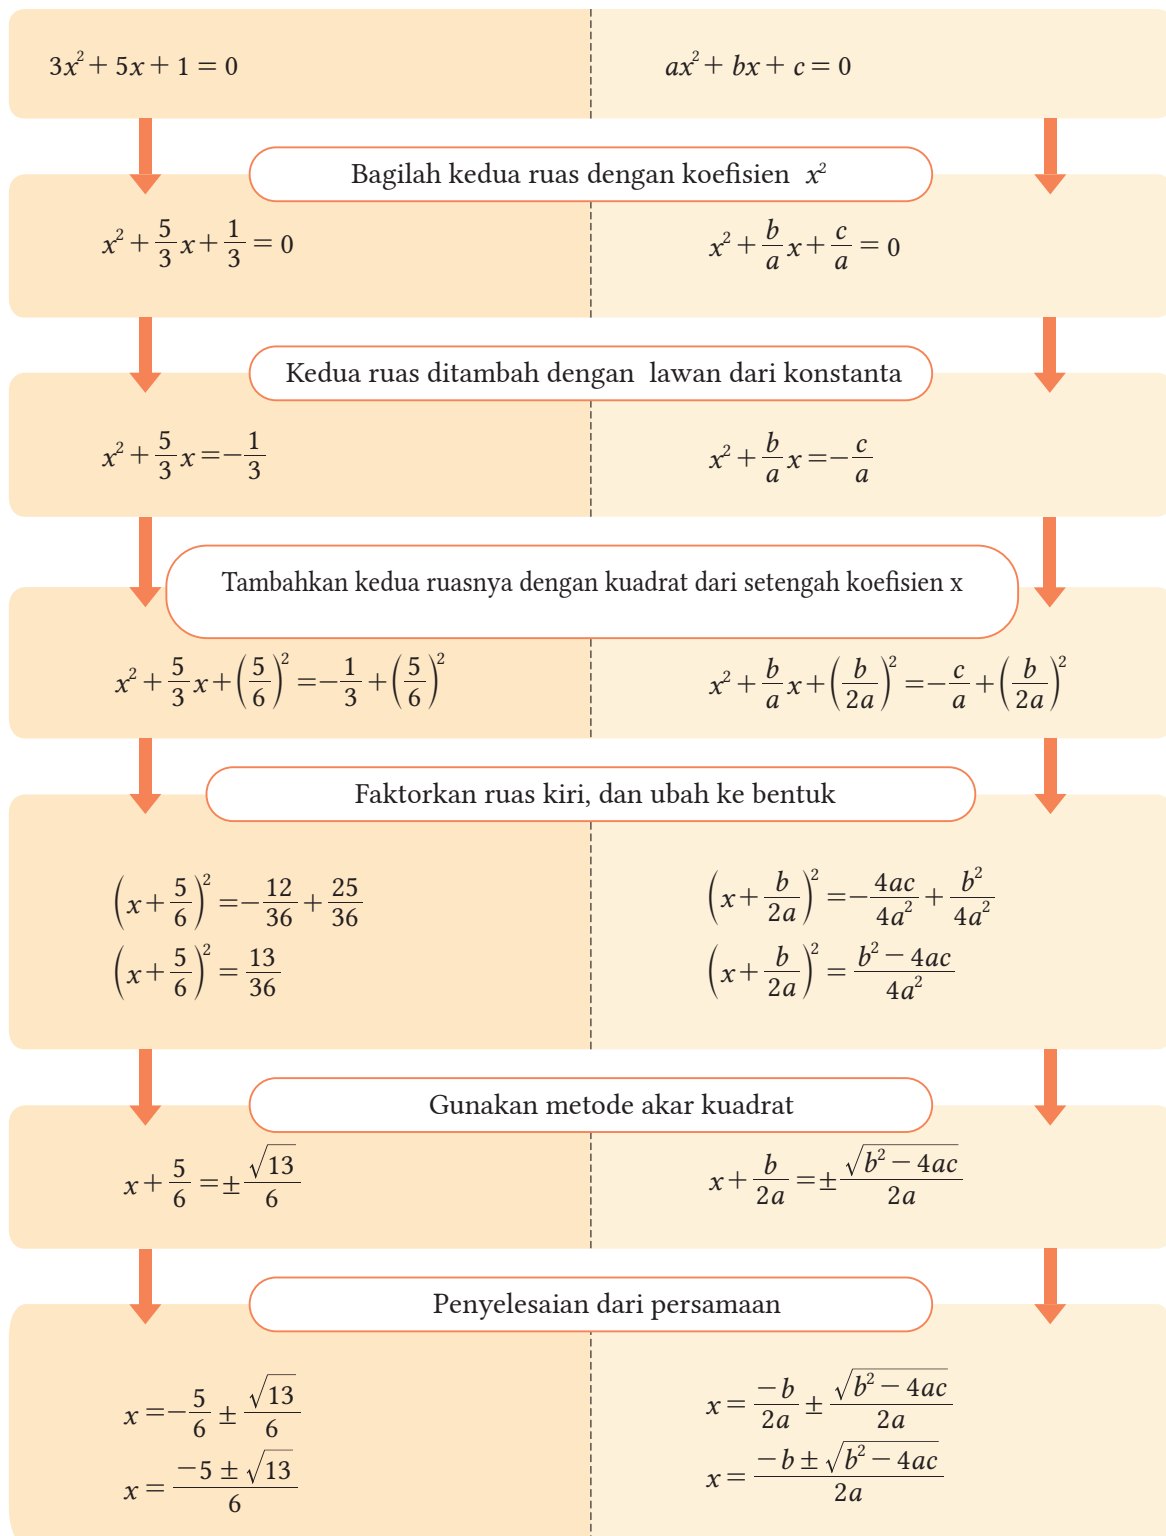 3x² + 5x + 1 = 0
ax² + bx + c = 0
Bagilah kedua ruas dengan koefisien x²
x² + 5/3 x + 1/3 = 0
x² + b/a x + c/a = 0
Kedua ruas ditambah dengan lawan dari konstanta
x² + 5/3 x = −1/3
x² + b/a x = −c/a
Tambahkan kedua ruasnya dengan kuadrat dari setengah koefisien x
x² + 5/3 x + (5/6)² = −1/3 + (5/6)²
x² + b/a x + (b/2a)² = −c/a + (b/2a)²
Faktorkan ruas kiri, dan ubah ke bentuk
(x + 5/6)² = −12/36 + 25/36
(x + 5/6)² = 13/36
(x + b/2a)² = −4ac/4a² + b²/4a²
(x + b/2a)² = (b² − 4ac)/4a²
Gunakan metode akar kuadrat
x + 5/6 = ± √13/6
x + b/2a = ± √(b² − 4ac)/2a
Penyelesaian dari persamaan
x = −5/6 ± √13/6
x = (−5 ± √13)/6
x = −b/2a ± √(b² − 4ac)/2a
x = (−b ± √(b² − 4ac))/2a